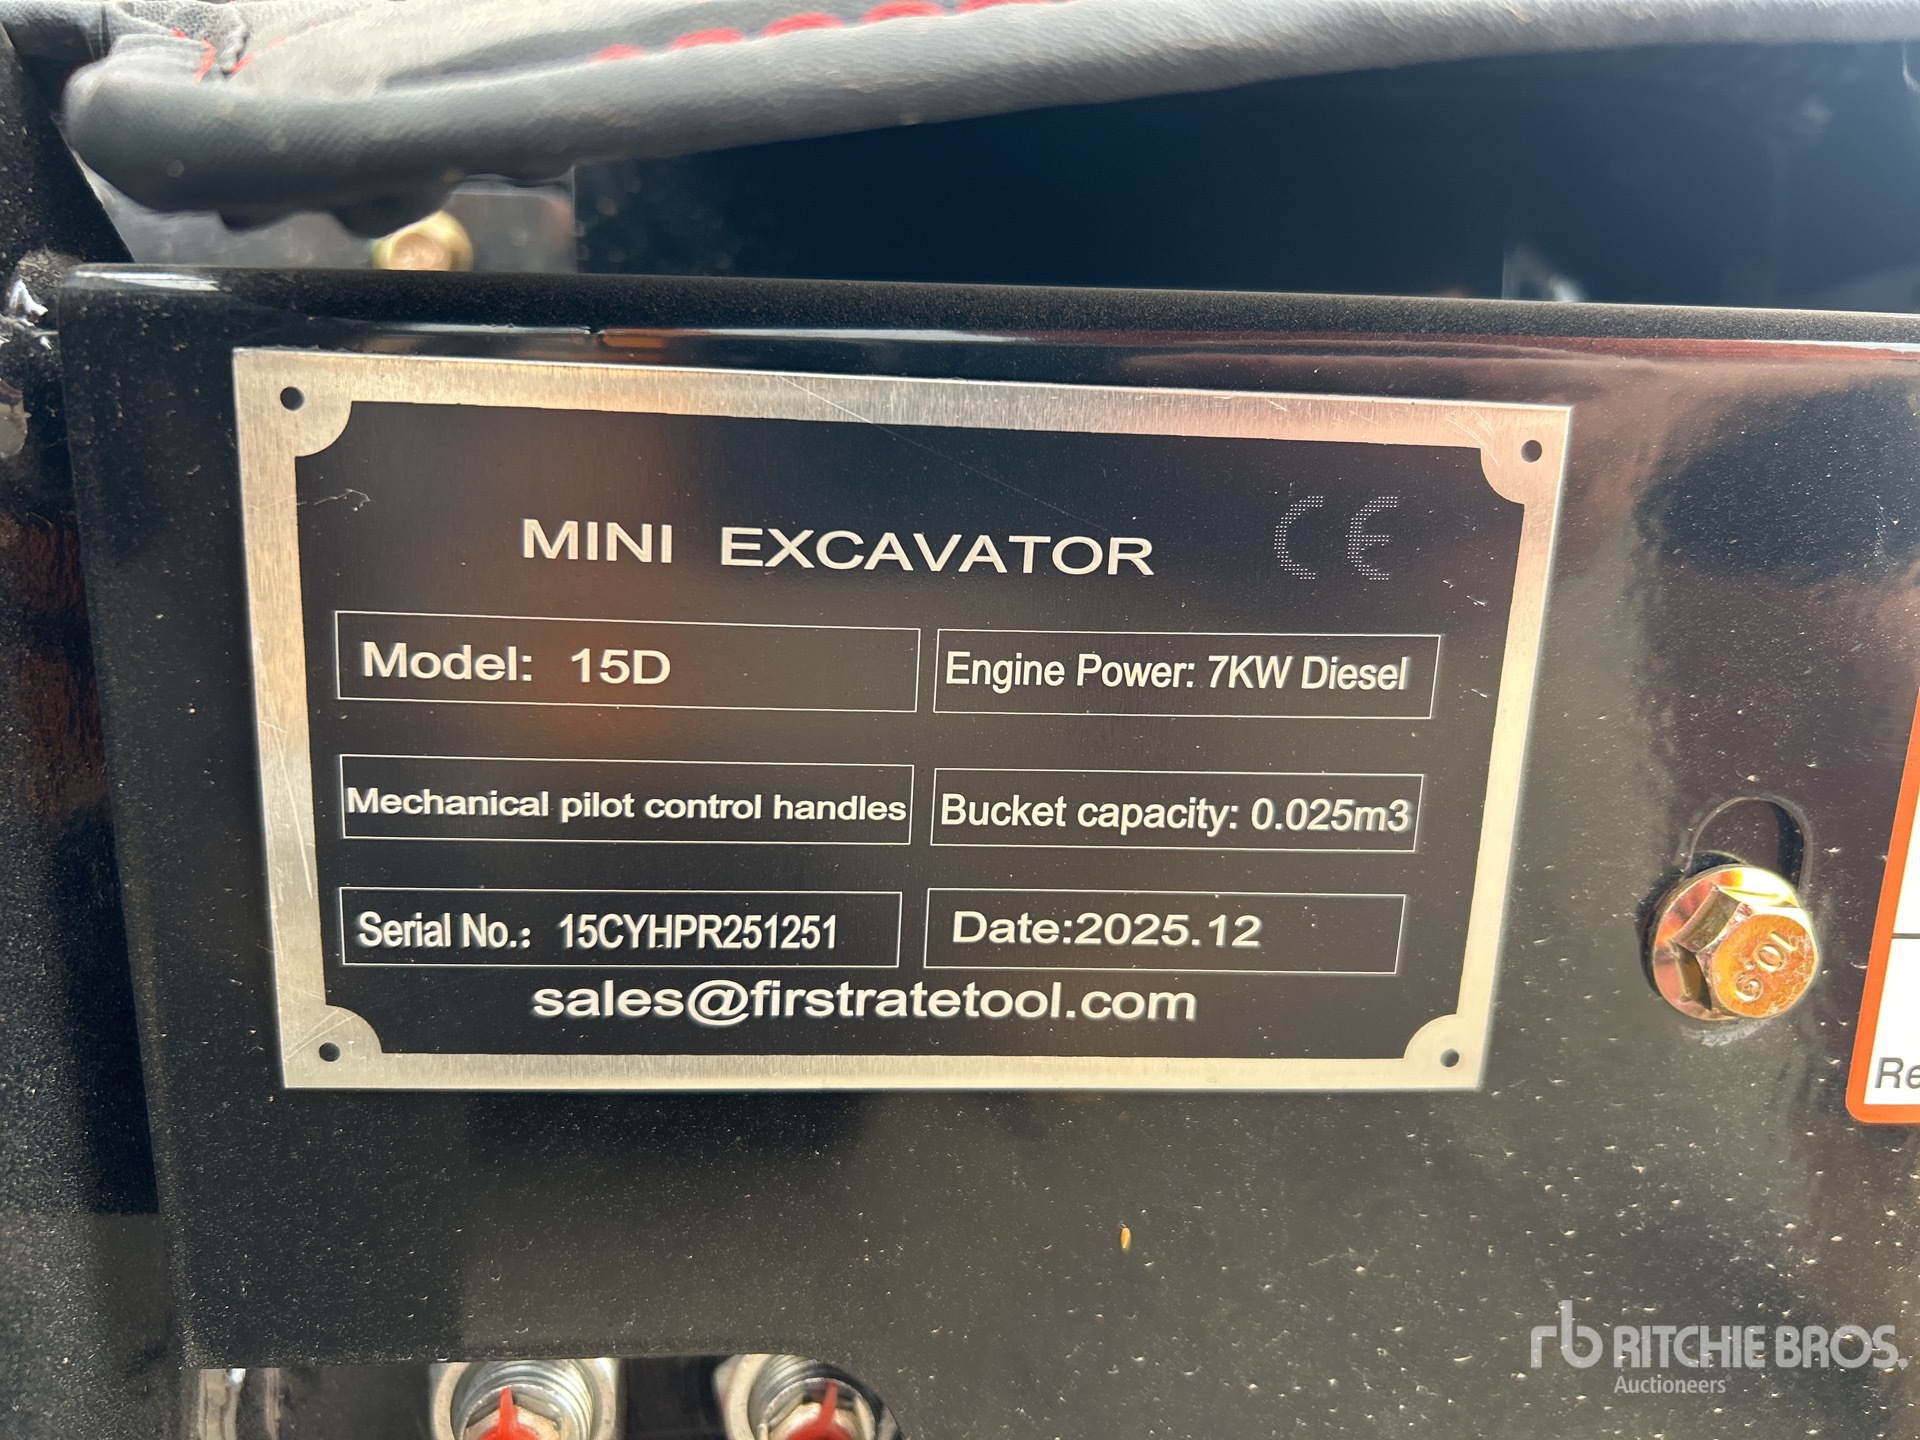 MINI EXCAVATOR CE
Model: 15D
Engine Power: 7KW Diesel
Mechanical pilot control handles
Bucket capacity: 0.025m3
Serial No.: 15CYHPR251251
Date:2025.12
sales@firstratetool.com
10.9
Re
rb RITCHIE BROS.
Auctioneers